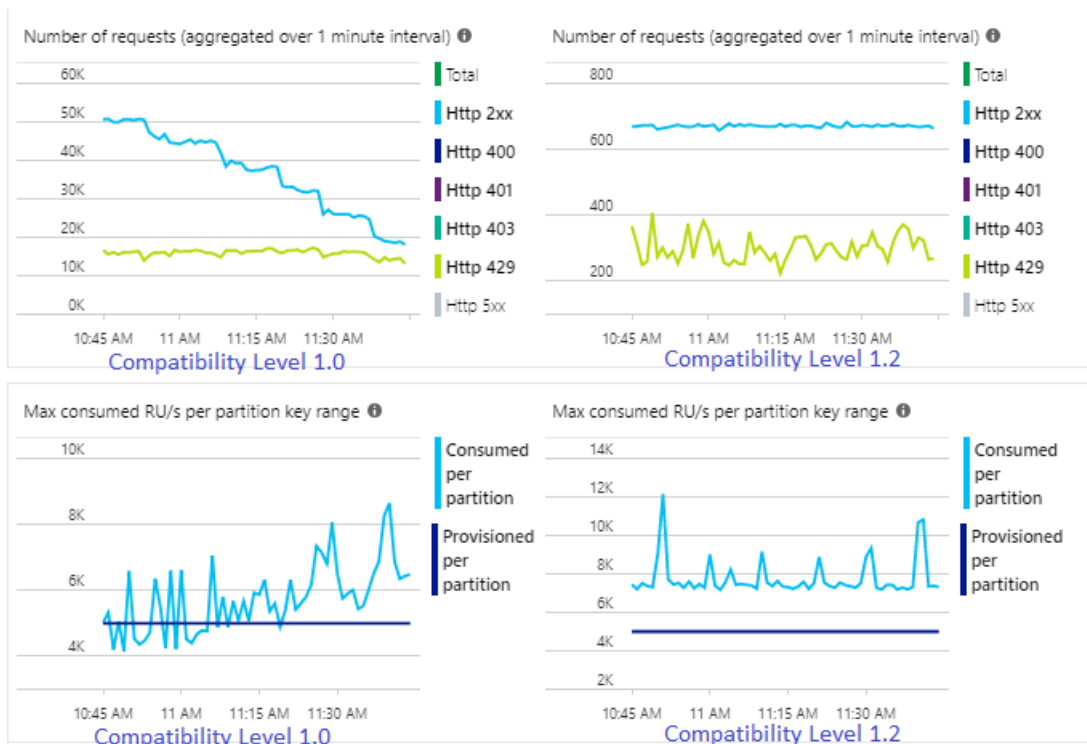 Number of requests (aggregated over 1 minute interval)
60K
50K
40K
30K
20K
10K
0K
10:45 AM 11 AM 11:15 AM 11:30 AM
Total
Http 2xx
Http 400
Http 401
Http 403
Http 429
Http 5xx
Compatibility Level 1.0
Number of requests (aggregated over 1 minute interval)
800
600
400
200
10:45 AM 11 AM 11:15 AM 11:30 AM
Total
Http 2xx
Http 400
Http 401
Http 403
Http 429
Http 5xx
Compatibility Level 1.2
Max consumed RU/s per partition key range
10K
8K
6K
4K
10:45 AM 11 AM 11:15 AM 11:30 AM
Consumed
per
partition
Provisioned
per
partition
Compatibility Level 1.0
Max consumed RU/s per partition key range
14K
12K
10K
8K
6K
4K
2K
10:45 AM 11 AM 11:15 AM 11:30 AM
Consumed
per
partition
Provisioned
per
partition
Compatibility Level 1.2